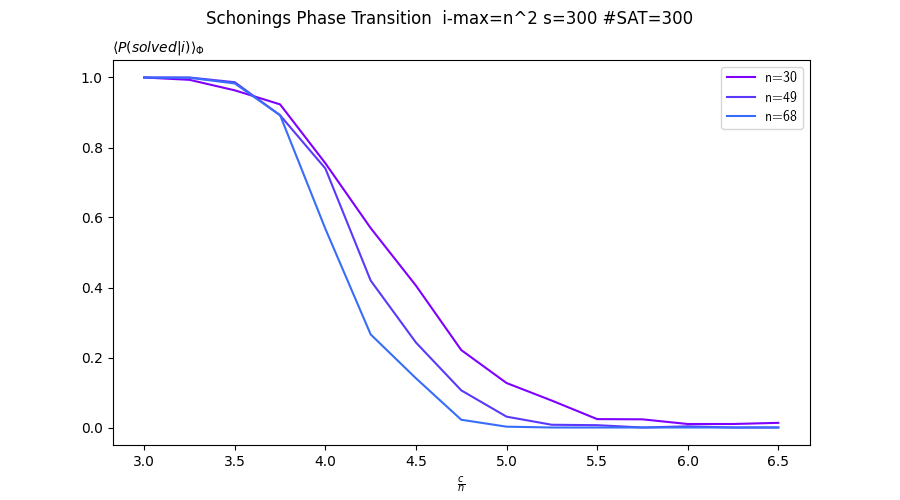 Schonings Phase Transition  i-max=n^2 s=300 #SAT=300
⟨P(solved|i)⟩Φ
1.0
0.8
0.6
0.4
0.2
0.0
n=30
n=49
n=68
3.0 3.5 4.0 4.5 5.0 5.5 6.0 6.5
c/n